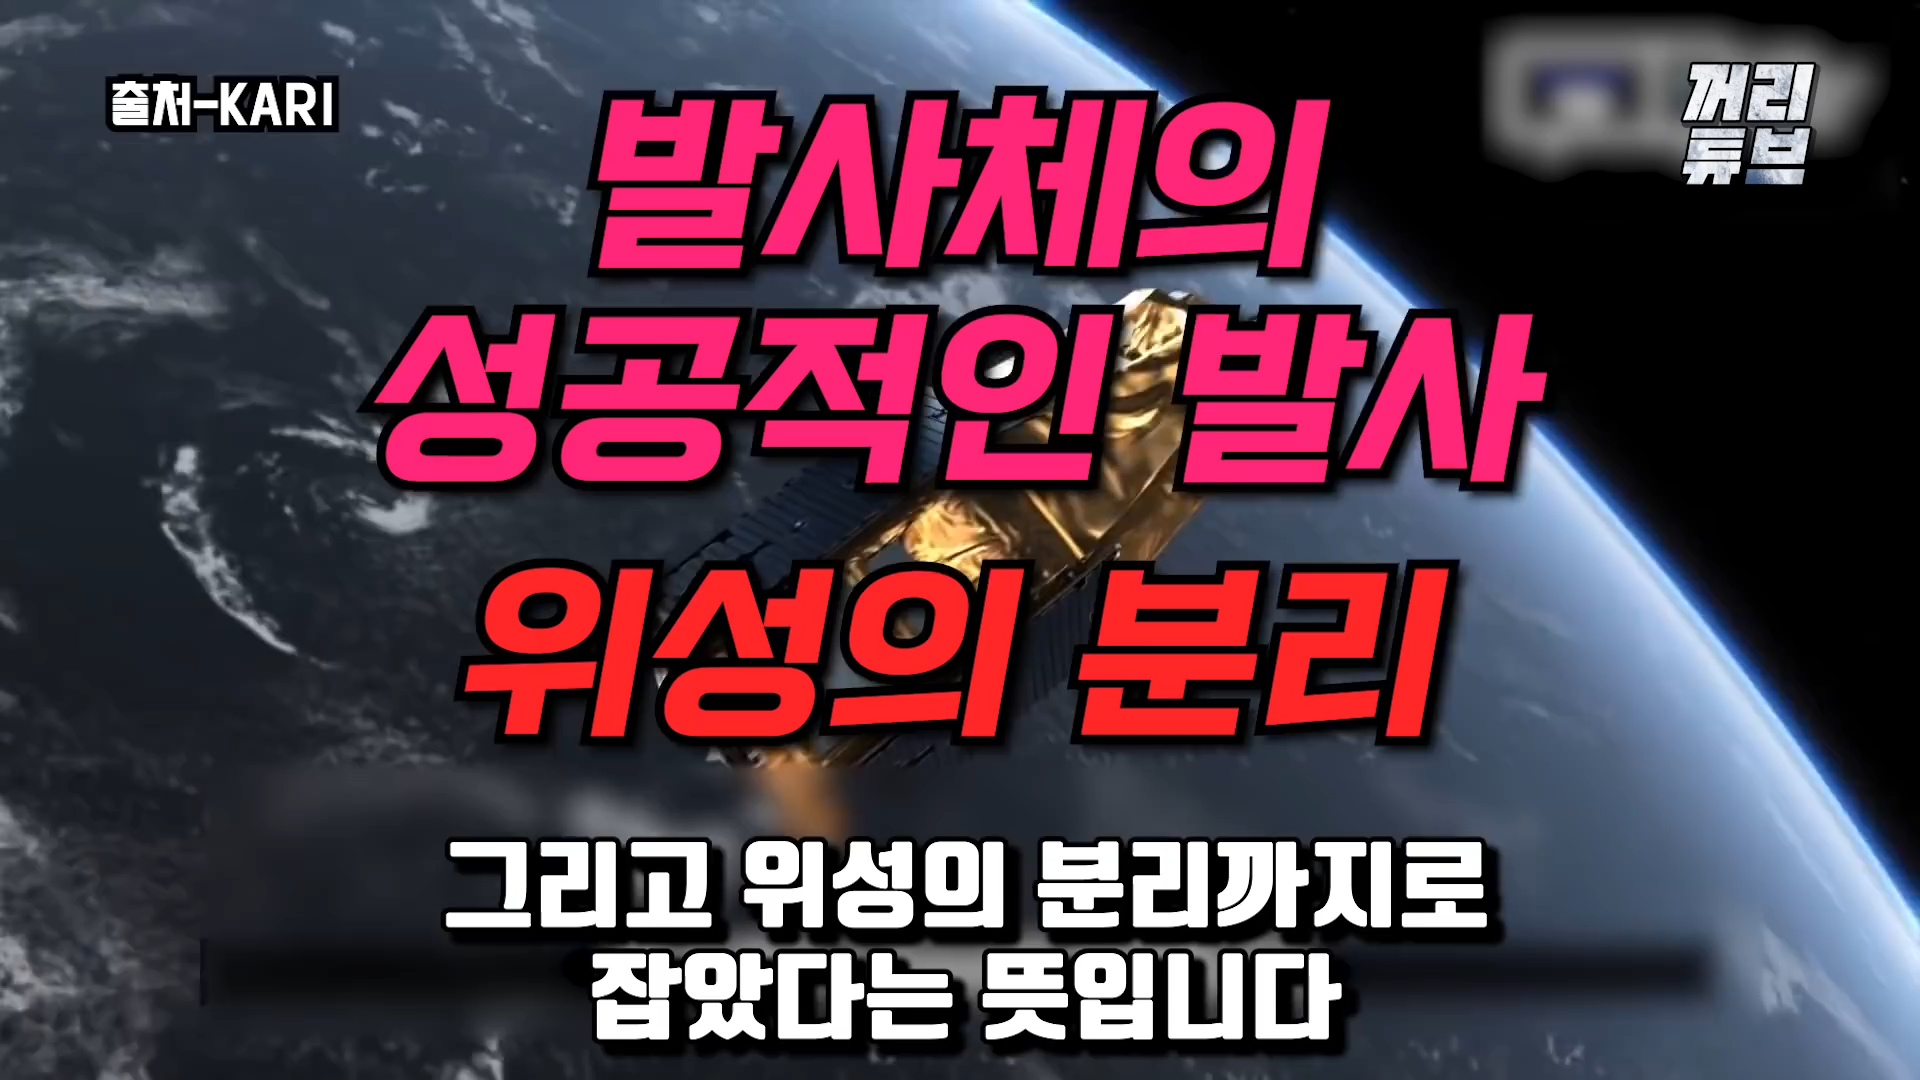 출처-KARI
꺼리
튜브
발사체의
성공적인 발사
위성의 분리
그리고 위성의 분리까지로
잡았다는 뜻입니다